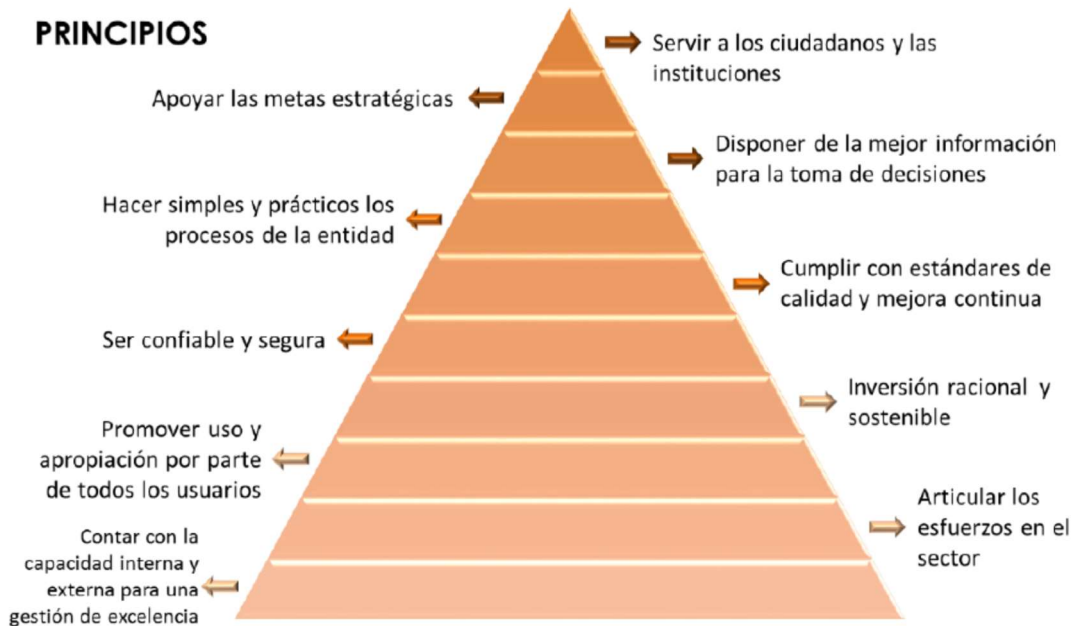 PRINCIPIOS
Servir a los ciudadanos y las
instituciones
Apoyar las metas estratégicas
Disponer de la mejor información
para la toma de decisiones
Hacer simples y prácticos los
procesos de la entidad
Cumplir con estándares de
calidad y mejora continua
Ser confiable y segura
Inversión racional y
sostenible
Promover uso y
apropiación por parte
de todos los usuarios
Articular los
esfuerzos en el
sector
Contar con la
capacidad interna y
externa para una
gestión de excelencia